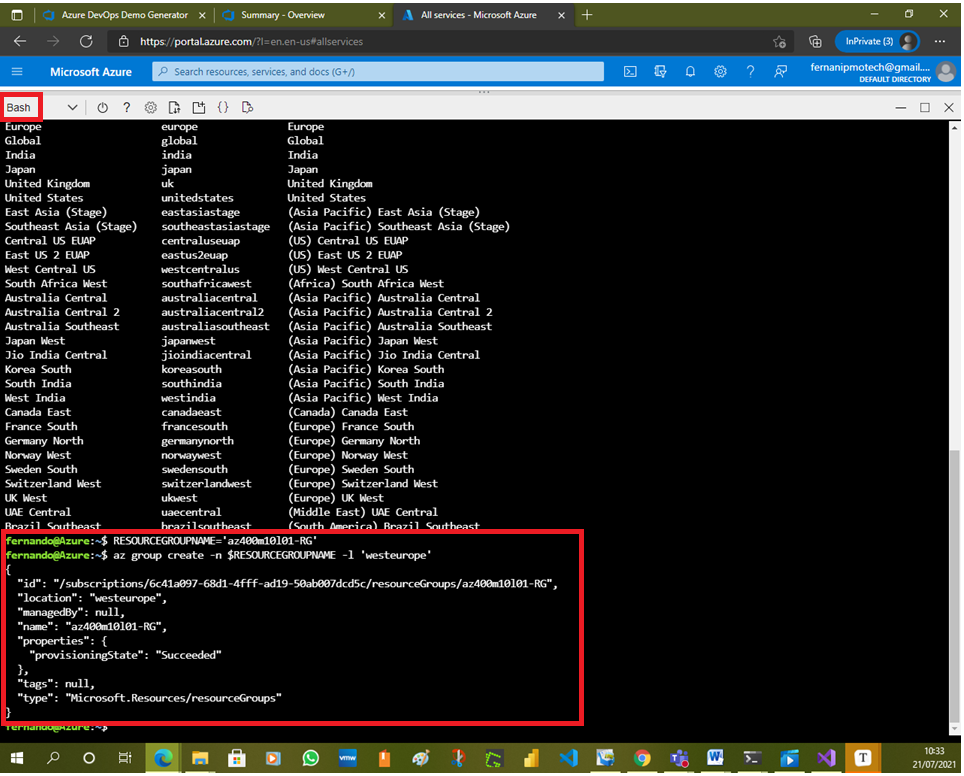 Azure DevOps Demo Generator
Summary - Overview
All services - Microsoft Azure
https://portal.azure.com/?l=en.en-us#allservices
InPrivate (3)
Microsoft Azure
Search resources, services, and docs (G+/)
fernanipmotech@gmail....
DEFAULT DIRECTORY
Bash
Europe europe Europe
Global global Global
India india India
Japan japan Japan
United Kingdom uk United Kingdom
United States unitedstates United States
East Asia (Stage) eastasiastage (Asia Pacific) East Asia (Stage)
Southeast Asia (Stage) southeastasiastage (Asia Pacific) Southeast Asia (Stage)
Central US EUAP centraluseuap (US) Central US EUAP
East US 2 EUAP eastus2euap (US) East US 2 EUAP
West Central US westcentralus (US) West Central US
South Africa West southafricawest (Africa) South Africa West
Australia Central australiacentral (Asia Pacific) Australia Central
Australia Central 2 australiacentral2 (Asia Pacific) Australia Central 2
Australia Southeast australiasoutheast (Asia Pacific) Australia Southeast
Japan West japanwest (Asia Pacific) Japan West
Jio India Central jioindiacentral (Asia Pacific) Jio India Central
Korea South koreasouth (Asia Pacific) Korea South
South India southindia (Asia Pacific) South India
West India westindia (Asia Pacific) West India
Canada East canadaeast (Canada) Canada East
France South francesouth (Europe) France South
Germany North germanynorth (Europe) Germany North
Norway West norwaywest (Europe) Norway West
Sweden South swedensouth (Europe) Sweden South
Switzerland West switzerlandwest (Europe) Switzerland West
UK West ukwest (Europe) UK West
UAE Central uaecentral (Middle East) UAE Central
Brazil Southeast brazilsoutheast (South America) Brazil Southeast
fernando@Azure:~$ RESOURCEGROUPNAME='az400m10l01-RG'
fernando@Azure:~$ az group create -n $RESOURCEGROUPNAME -l 'westeurope'
{
"id": "/subscriptions/6c41a097-68d1-4fff-ad19-50ab007dcd5c/resourceGroups/az400m10l01-RG",
"location": "westeurope",
"managedBy": null,
"name": "az400m10l01-RG",
"properties": {
"provisioningState": "Succeeded"
},
"tags": null,
"type": "Microsoft.Resources/resourceGroups"
}
fernando@Azure:~$
10:33
21/07/2021